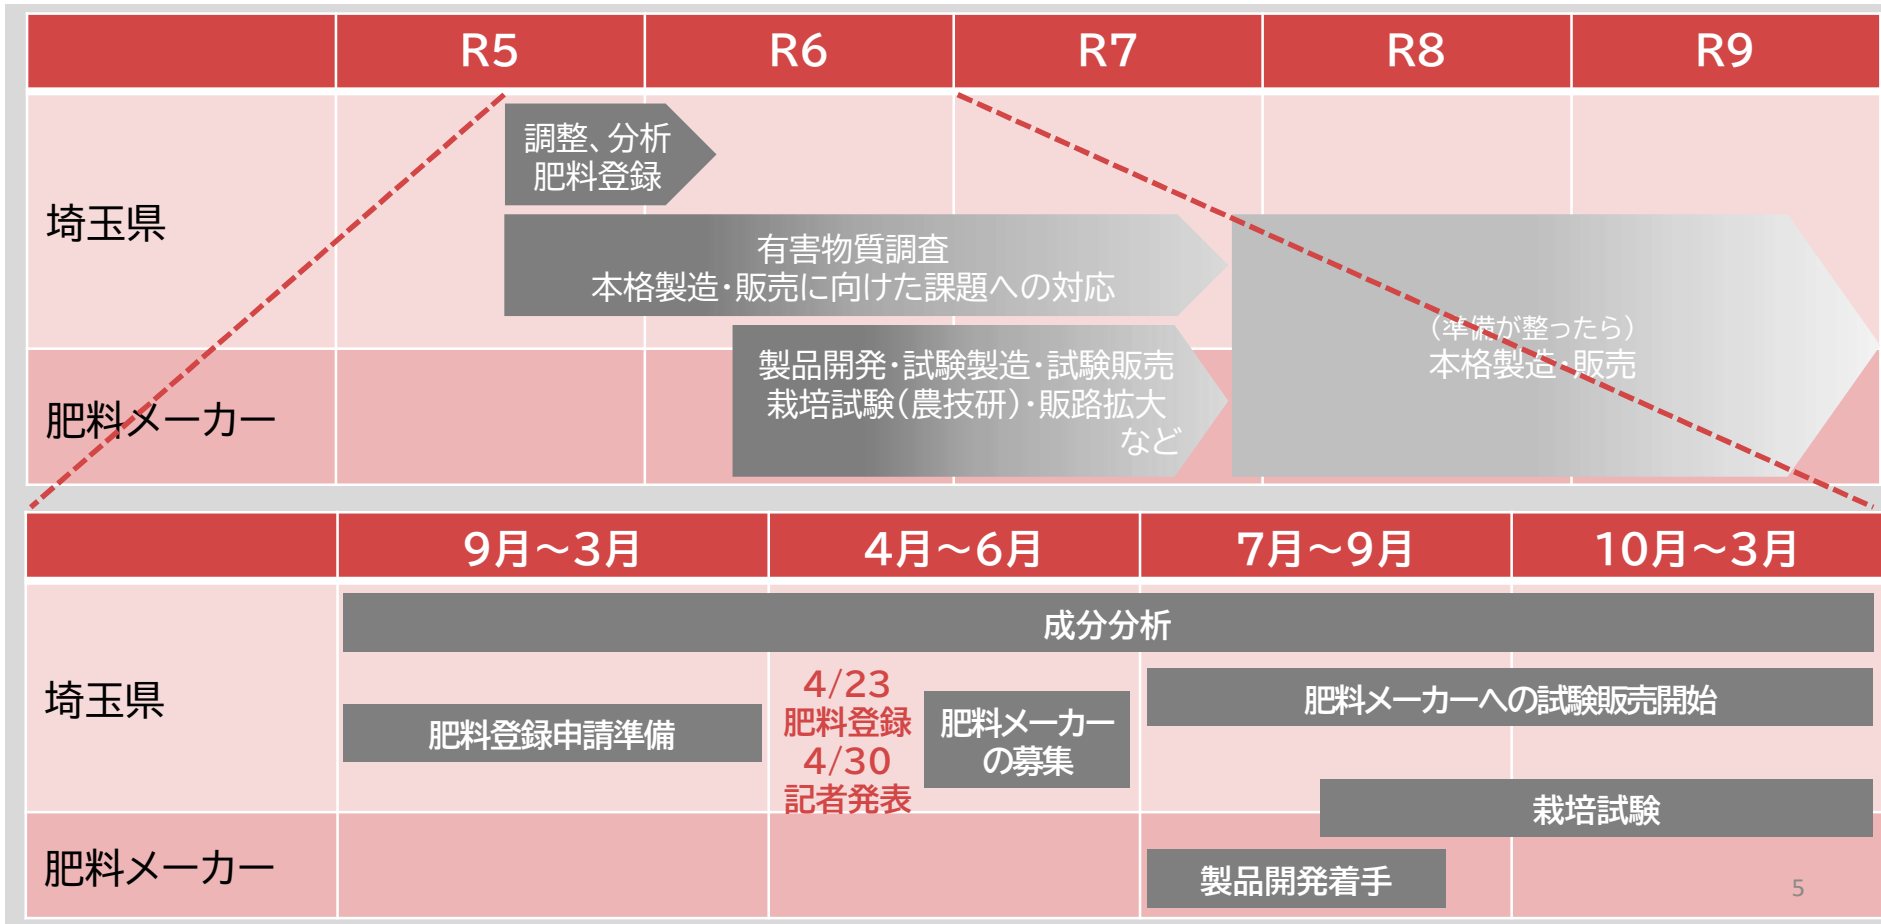 R5
R6
R7
R8
R9
埼玉県
調整、分析
肥料登録
有害物質調査
本格製造・販売に向けた課題への対応
（準備が整ったら）
本格製造・販売
肥料メーカー
製品開発・試験製造・試験販売
栽培試験（農技研）・販路拡大
など
9月～3月
4月～6月
7月～9月
10月～3月
埼玉県
成分分析
肥料登録申請準備
4/23
肥料登録
4/30
記者発表
肥料メーカー
の募集
肥料メーカーへの試験販売開始
栽培試験
肥料メーカー
製品開発着手
5